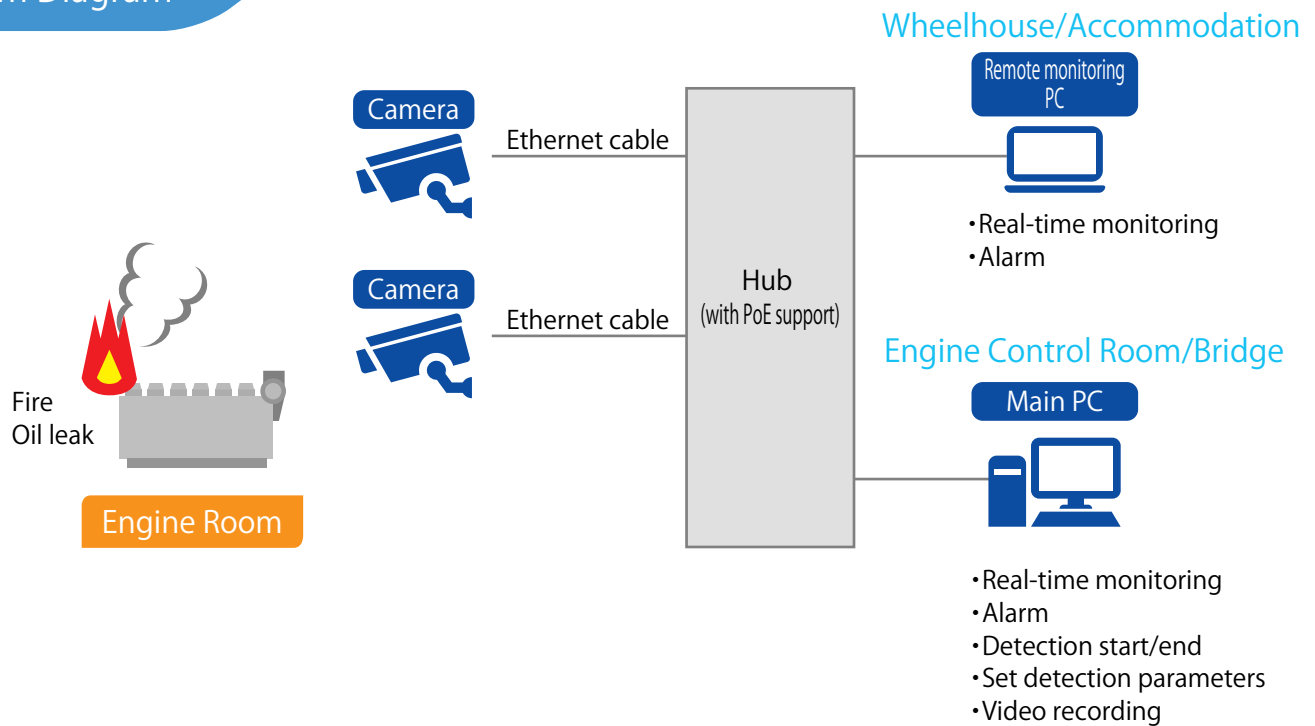 Diagram
Wheelhouse/Accommodation
Remote monitoring
PC
Camera
Ethernet cable
・Real-time monitoring
・Alarm
Camera
Ethernet cable
Hub
(with PoE support)
Engine Control Room/Bridge
Main PC
Fire
Oil leak
Engine Room
・Real-time monitoring
・Alarm
・Detection start/end
・Set detection parameters
・Video recording